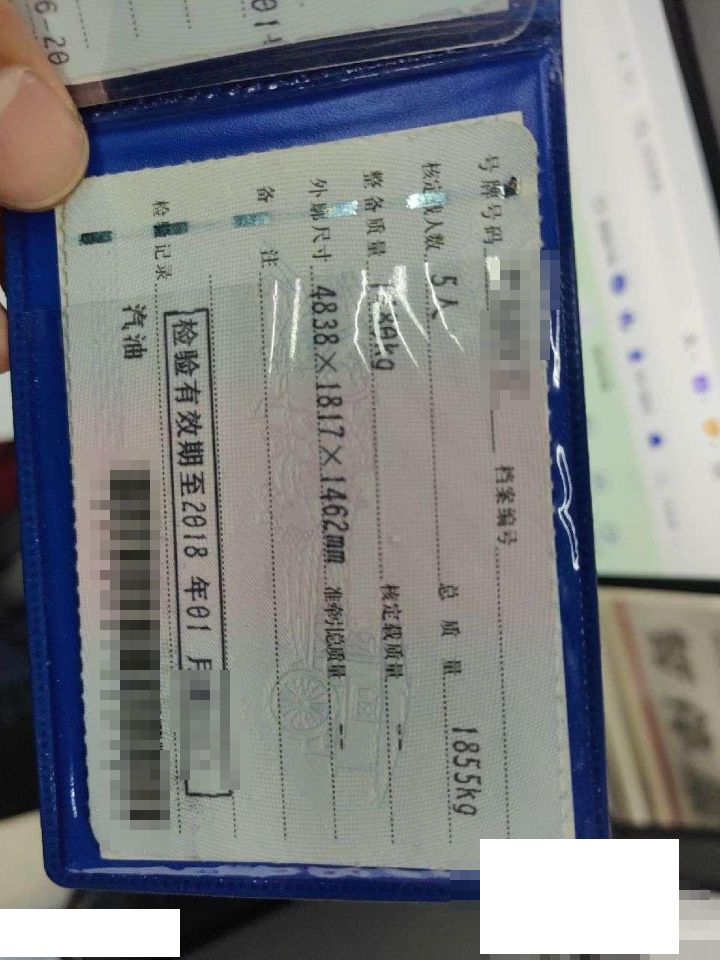 号牌号码 档案编号
核定载人数 5人 总质量 1855kg
整备质量 核定载质量 --
外廓尺寸 4838×1817×1462mm 准牵引总质量 --
备注
检验有效期至2018 年01 月
检验记录
汽油